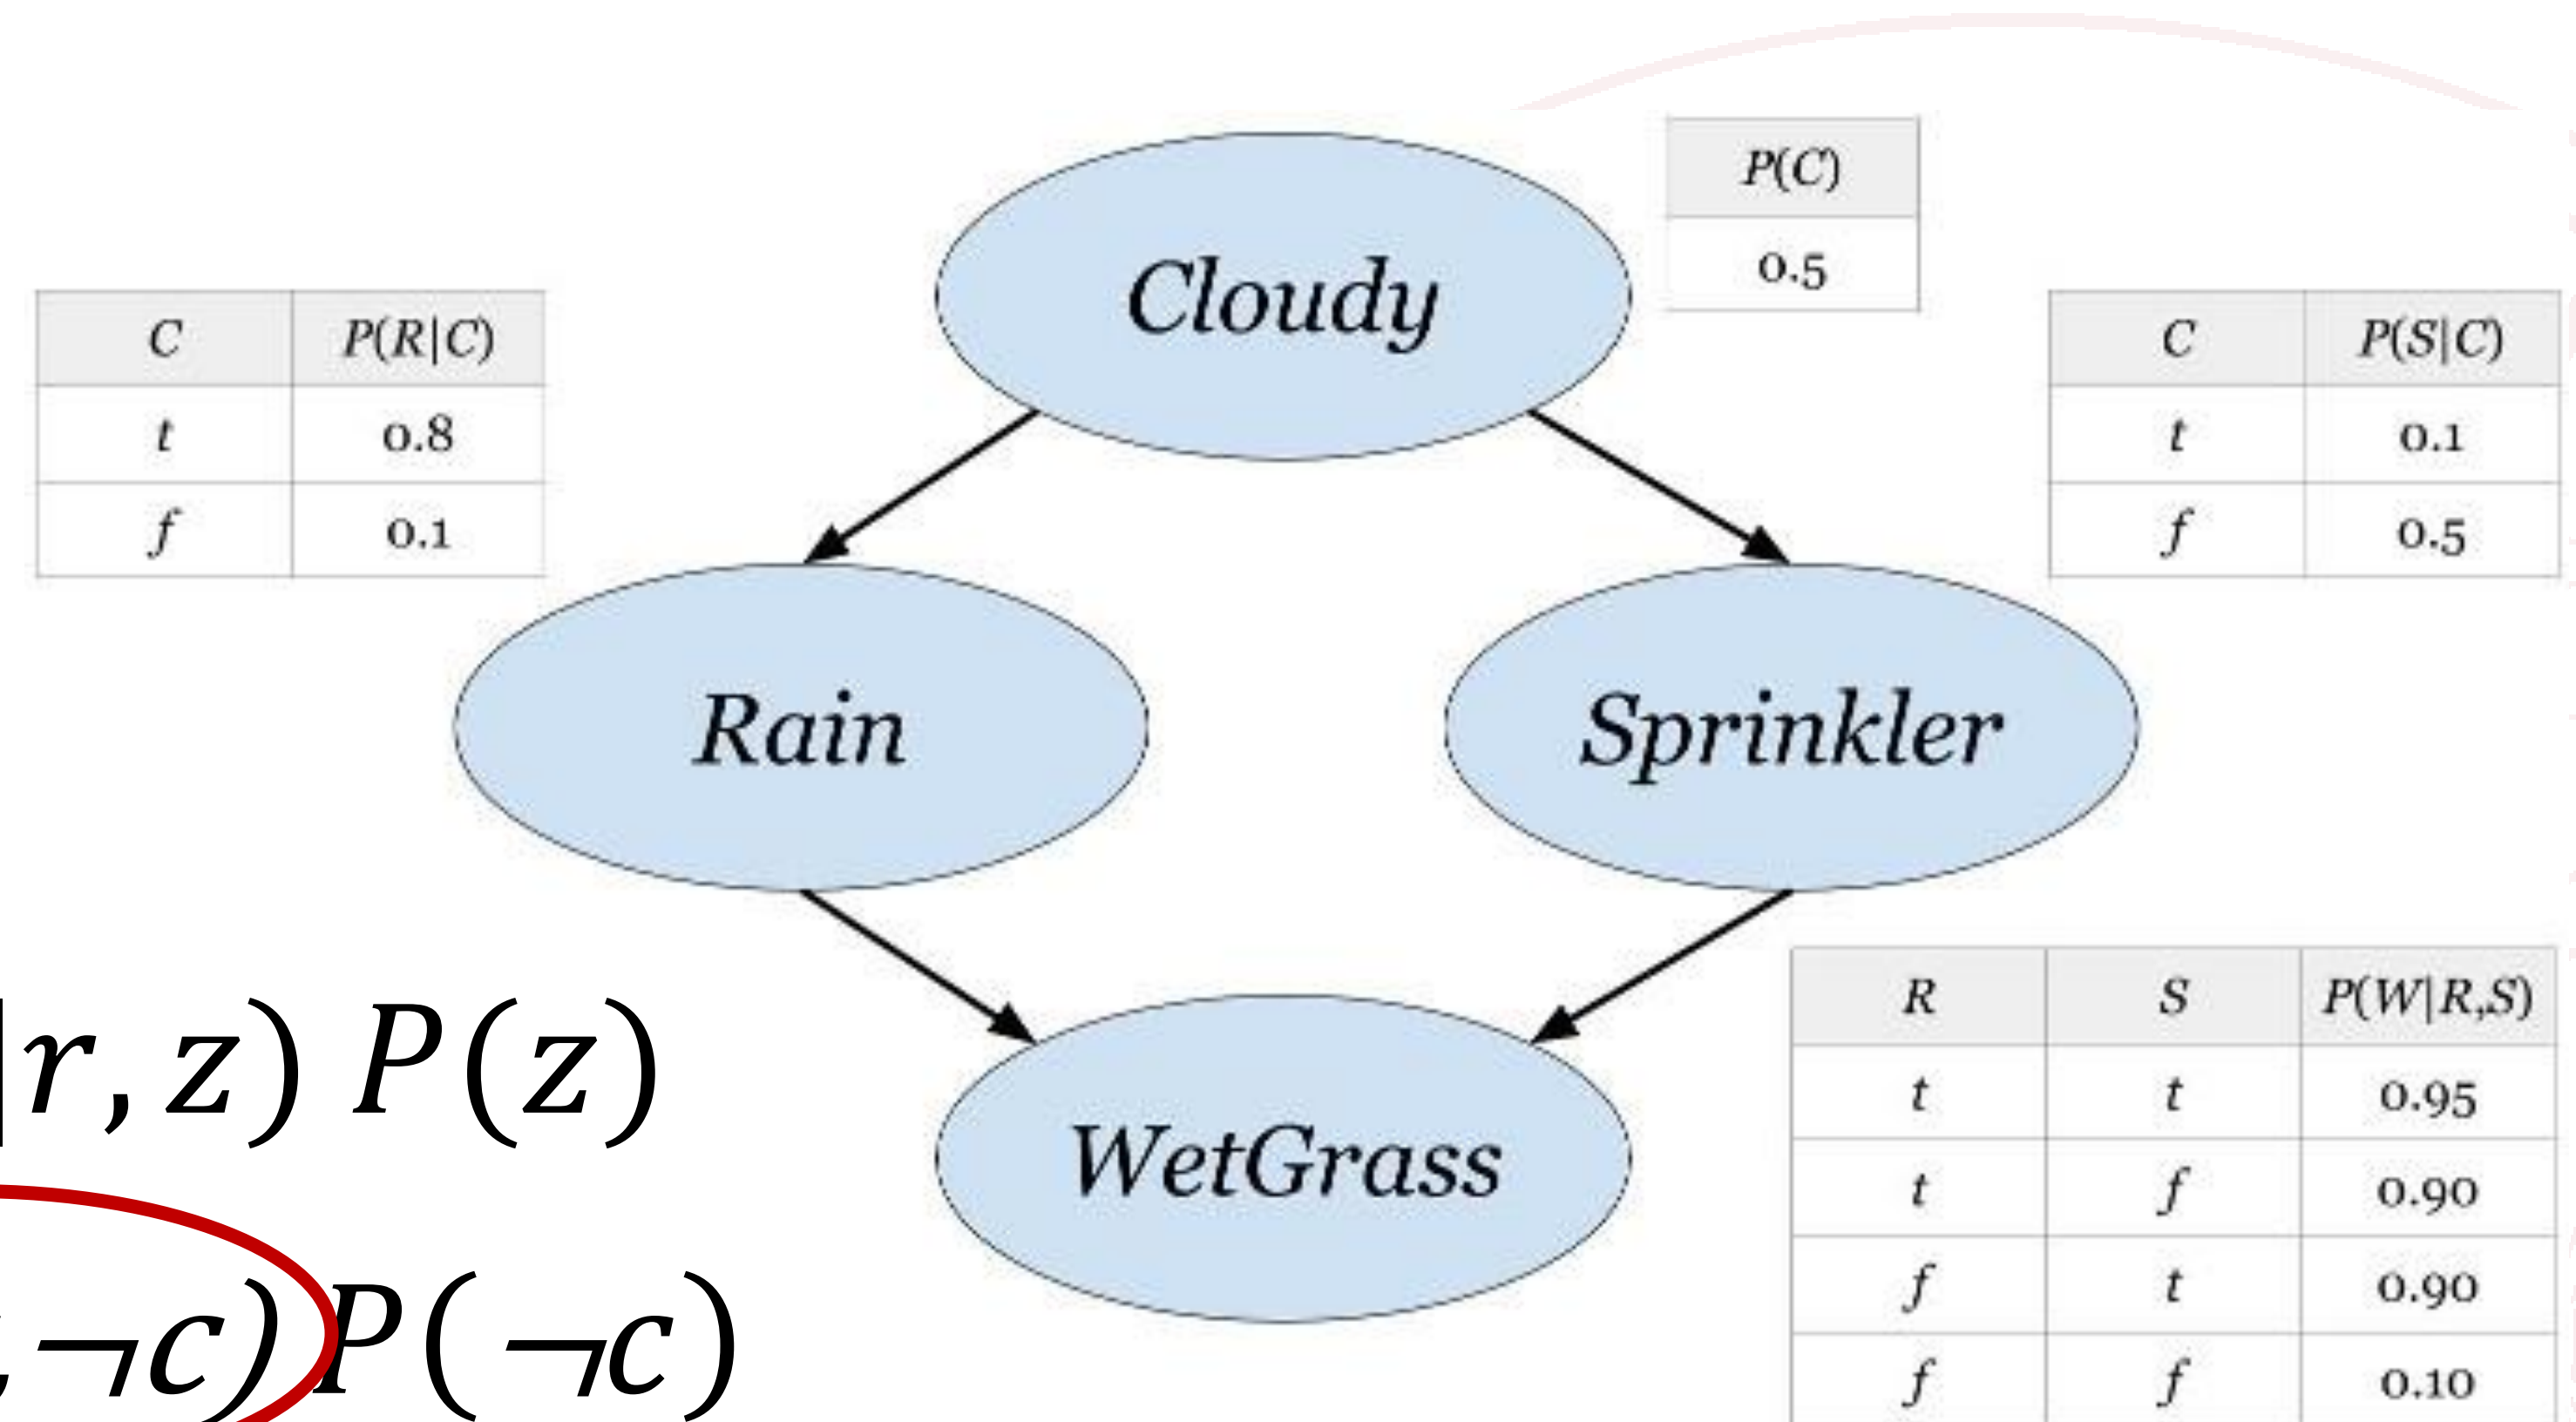 P(C)
0.5
Cloudy
C P(R|C)
t 0.8
f 0.1
C P(S|C)
t 0.1
f 0.5
Rain
Sprinkler
WetGrass
R S P(W|R,S)
t t 0.95
t f 0.90
f t 0.90
f f 0.10
|r, z) P(z)
, ¬c) P(¬c)